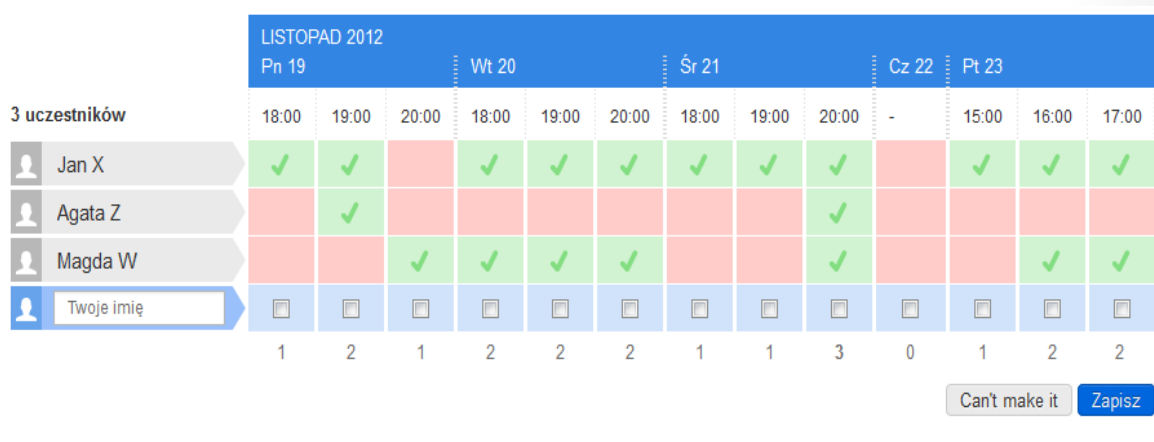 LISTOPAD 2012
Pn 19 Wt 20 Śr 21 Cz 22 Pt 23
3 uczestników 18:00 19:00 20:00 18:00 19:00 20:00 18:00 19:00 20:00 - 15:00 16:00 17:00
Jan X
Agata Z
Magda W
Twoje imię
1 2 1 2 2 2 1 1 3 0 1 2 2
Can't make it Zapisz